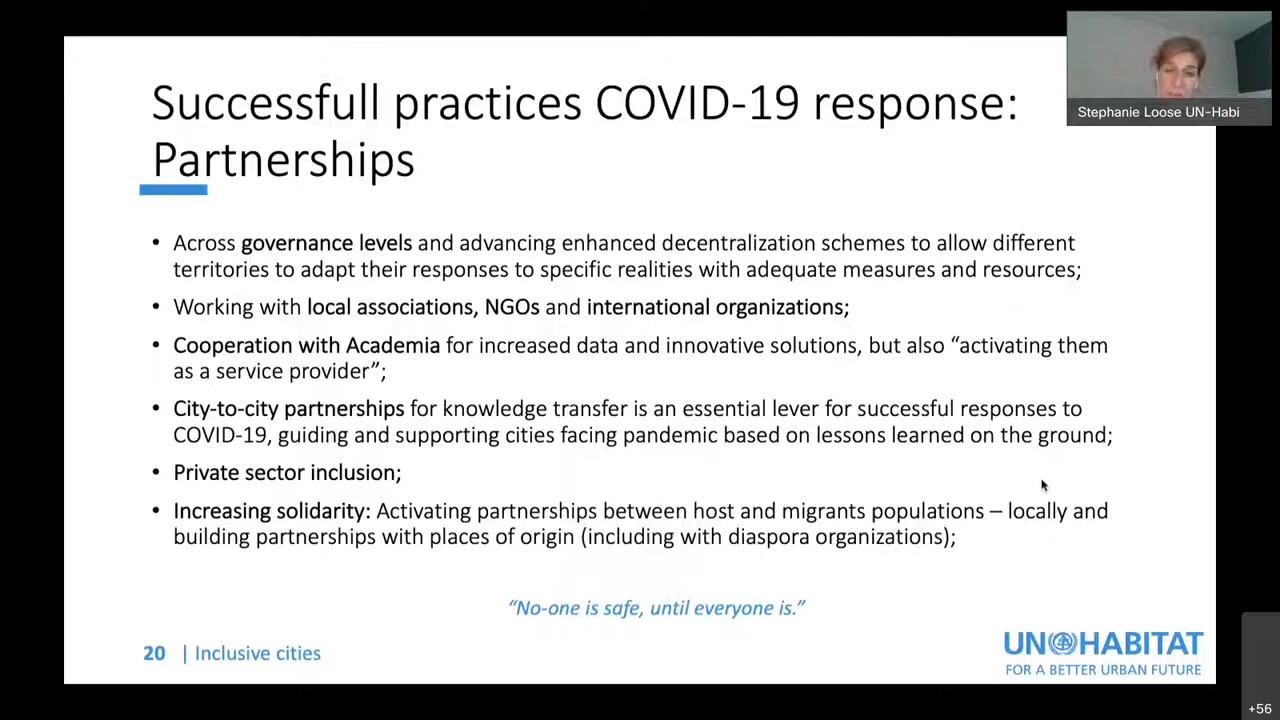 Stephanie Loose UN-Habi
Successfull practices COVID-19 response:
Partnerships
• Across governance levels and advancing enhanced decentralization schemes to allow different
territories to adapt their responses to specific realities with adequate measures and resources;
• Working with local associations, NGOs and international organizations;
• Cooperation with Academia for increased data and innovative solutions, but also “activating them
as a service provider”;
• City-to-city partnerships for knowledge transfer is an essential lever for successful responses to
COVID-19, guiding and supporting cities facing pandemic based on lessons learned on the ground;
• Private sector inclusion;
• Increasing solidarity: Activating partnerships between host and migrants populations – locally and
building partnerships with places of origin (including with diaspora organizations);
“No-one is safe, until everyone is.”
20 | Inclusive cities
UN HABITAT
FOR A BETTER URBAN FUTURE
+56